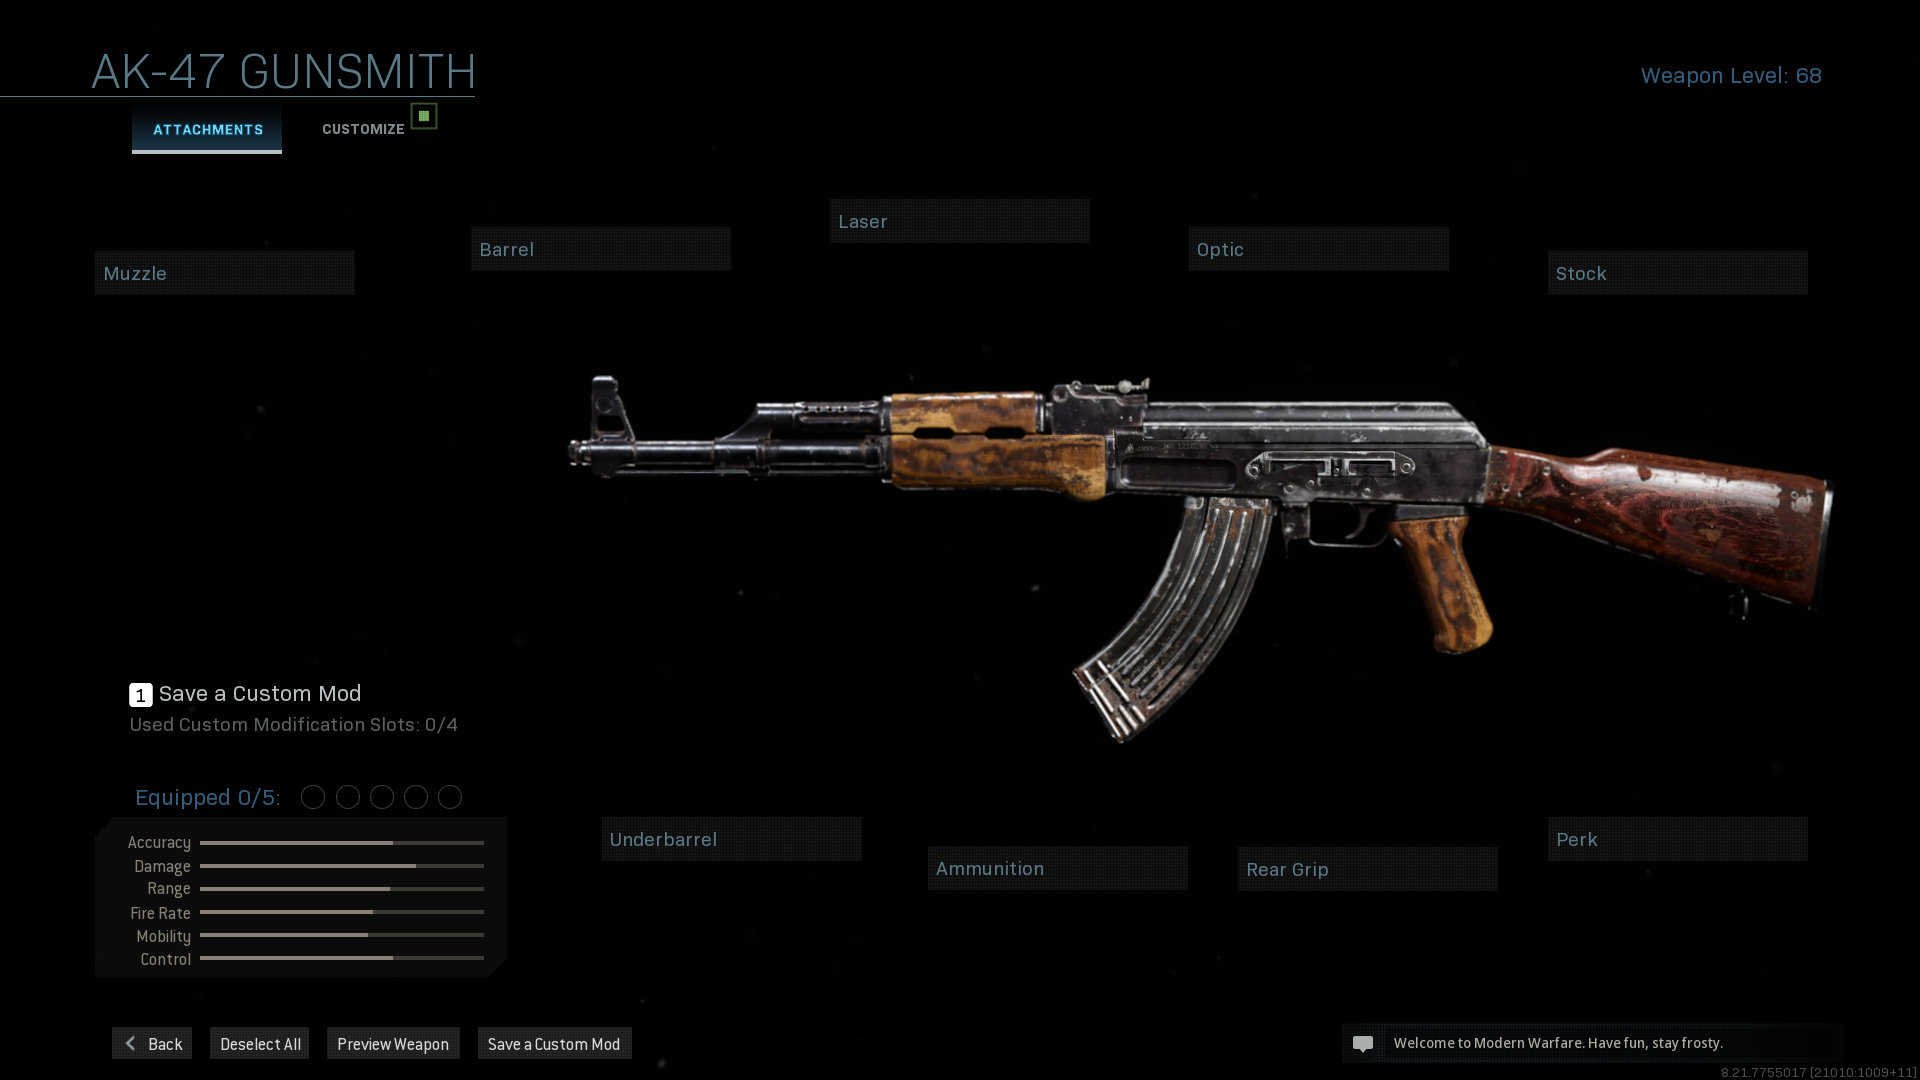 AK-47 GUNSMITH
Weapon Level: 68
ATTACHMENTS
CUSTOMIZE
Laser
Barrel
Optic
Muzzle
Stock
1 Save a Custom Mod
Used Custom Modification Slots: 0/4
Equipped 0/5:
Accuracy
Damage
Range
Fire Rate
Mobility
Control
Underbarrel
Perk
Ammunition
Rear Grip
Back
Deselect All
Preview Weapon
Save a Custom Mod
Welcome to Modern Warfare. Have fun, stay frosty.
8.21.7755017 [21010:1009+11]